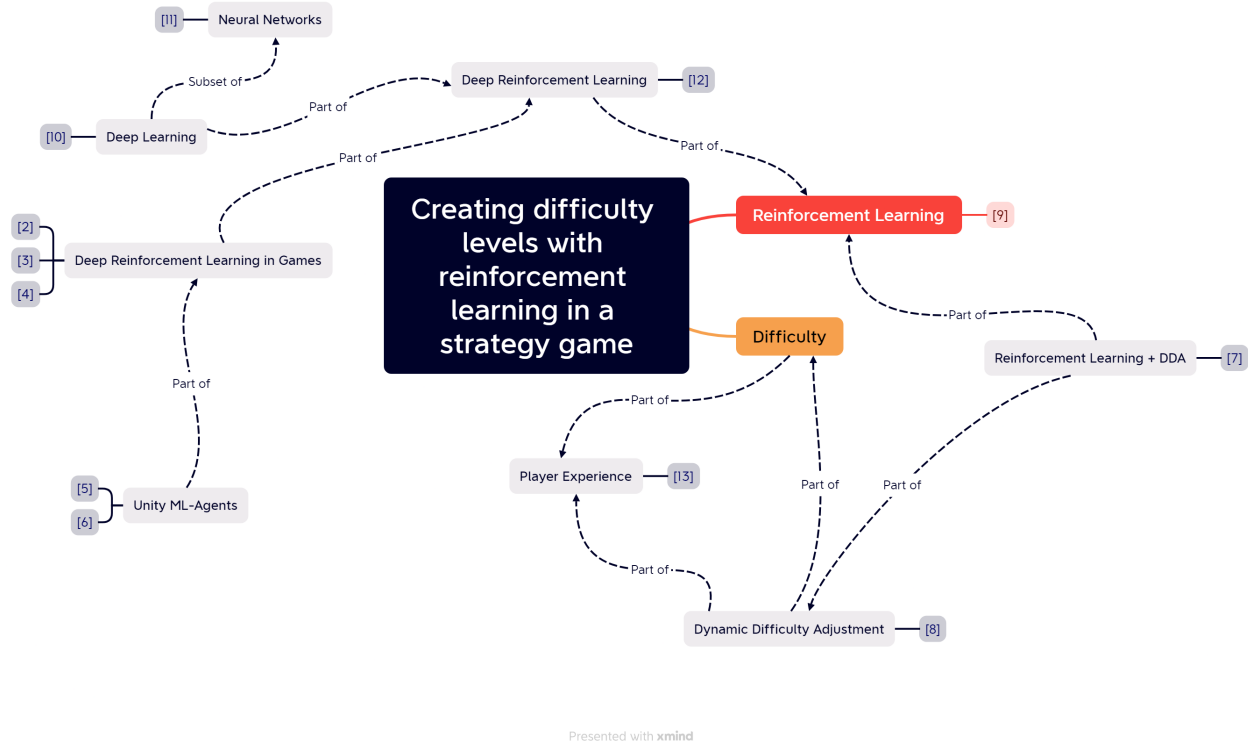 [11]
Neural Networks
Subset of
Deep Reinforcement Learning
[12]
Part of
[10]
Deep Learning
Part of
Part of
Creating difficulty
levels with
reinforcement
learning in a
strategy game
Reinforcement Learning
[9]
[2]
[3]
[4]
Deep Reinforcement Learning in Games
Part of
Difficulty
Reinforcement Learning + DDA
[7]
Part of
Part of
Player Experience
[13]
Part of
Part of
[5]
[6]
Unity ML-Agents
Part of
Dynamic Difficulty Adjustment
[8]
Presented with xmind